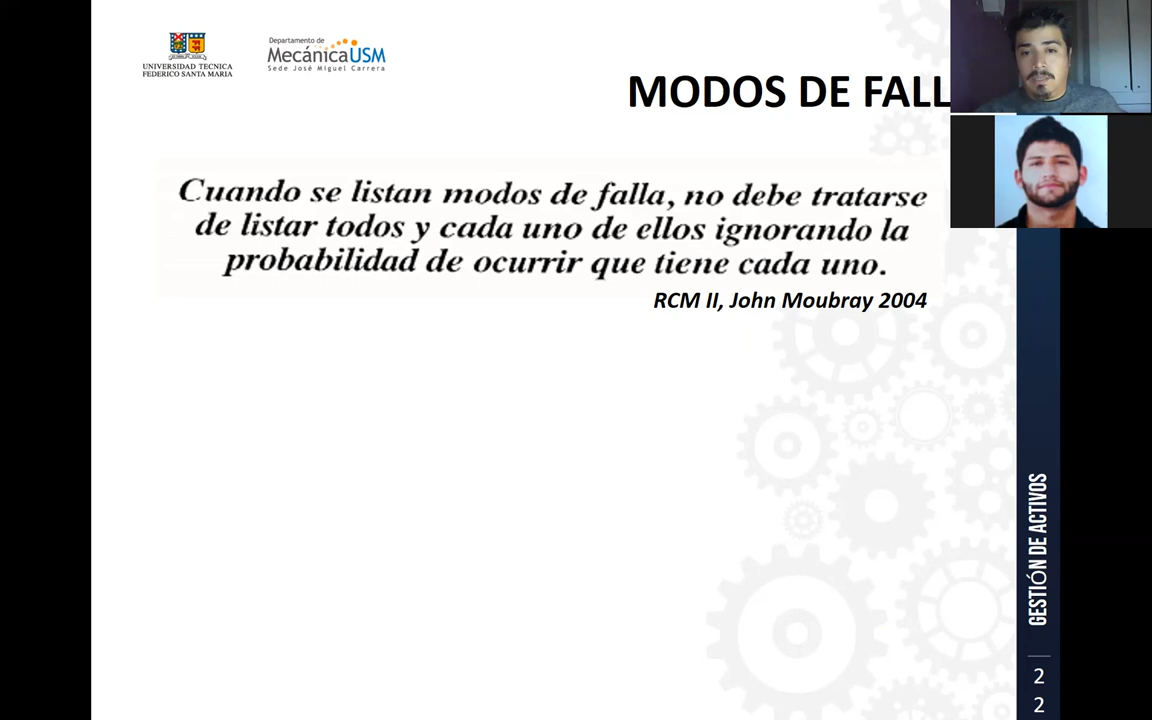 UNIVERSIDAD TECNICA
FEDERICO SANTA MARIA
Departamento de
MecánicaUSM
Sede José Miguel Carrera
MODOS DE FALL
Cuando se listan modos de falla, no debe tratarse
de listar todos y cada uno de ellos ignorando la
probabilidad de ocurrir que tiene cada uno.
RCM II, John Moubray 2004
GESTIÓN DE ACTIVOS
2
2